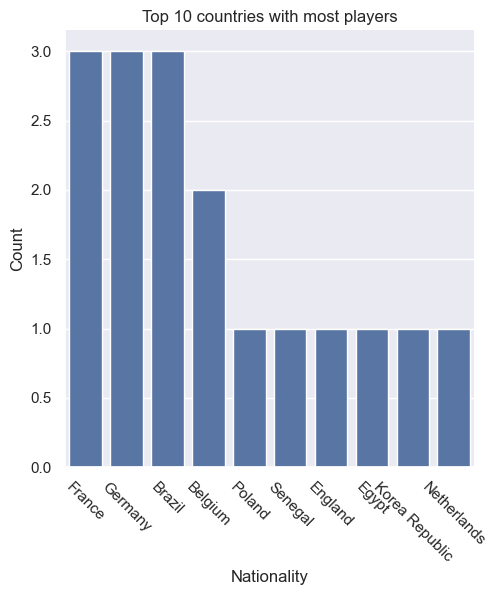 Top 10 countries with most players
Count
3.0
2.5
2.0
1.5
1.0
0.5
0.0
France
Germany
Brazil
Belgium
Poland
Senegal
England
Egypt
Korea Republic
Netherlands
Nationality